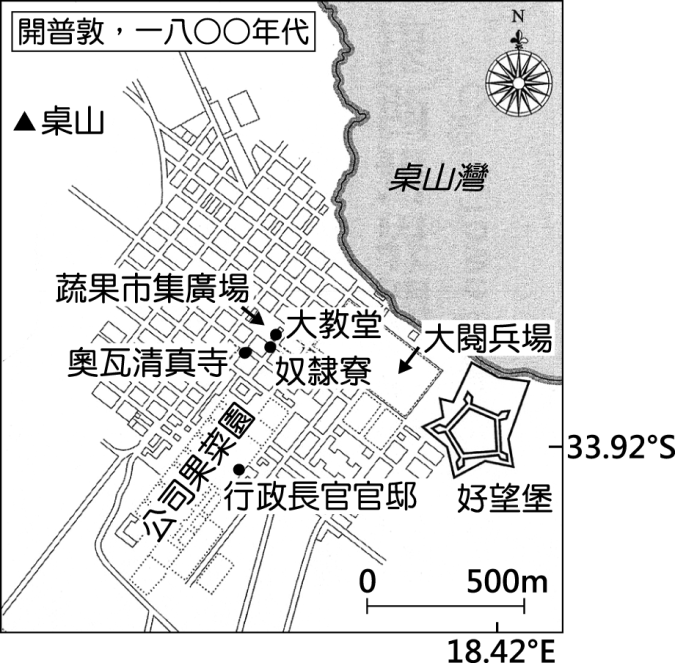 開普敦，一八〇〇年代
N
▲桌山
桌山灣
蔬果市集廣場
大教堂
大閱兵場
奧瓦清真寺
奴隸寮
公司果菜園
33.92°S
行政長官官邸
好望堡
0 500m
18.42°E